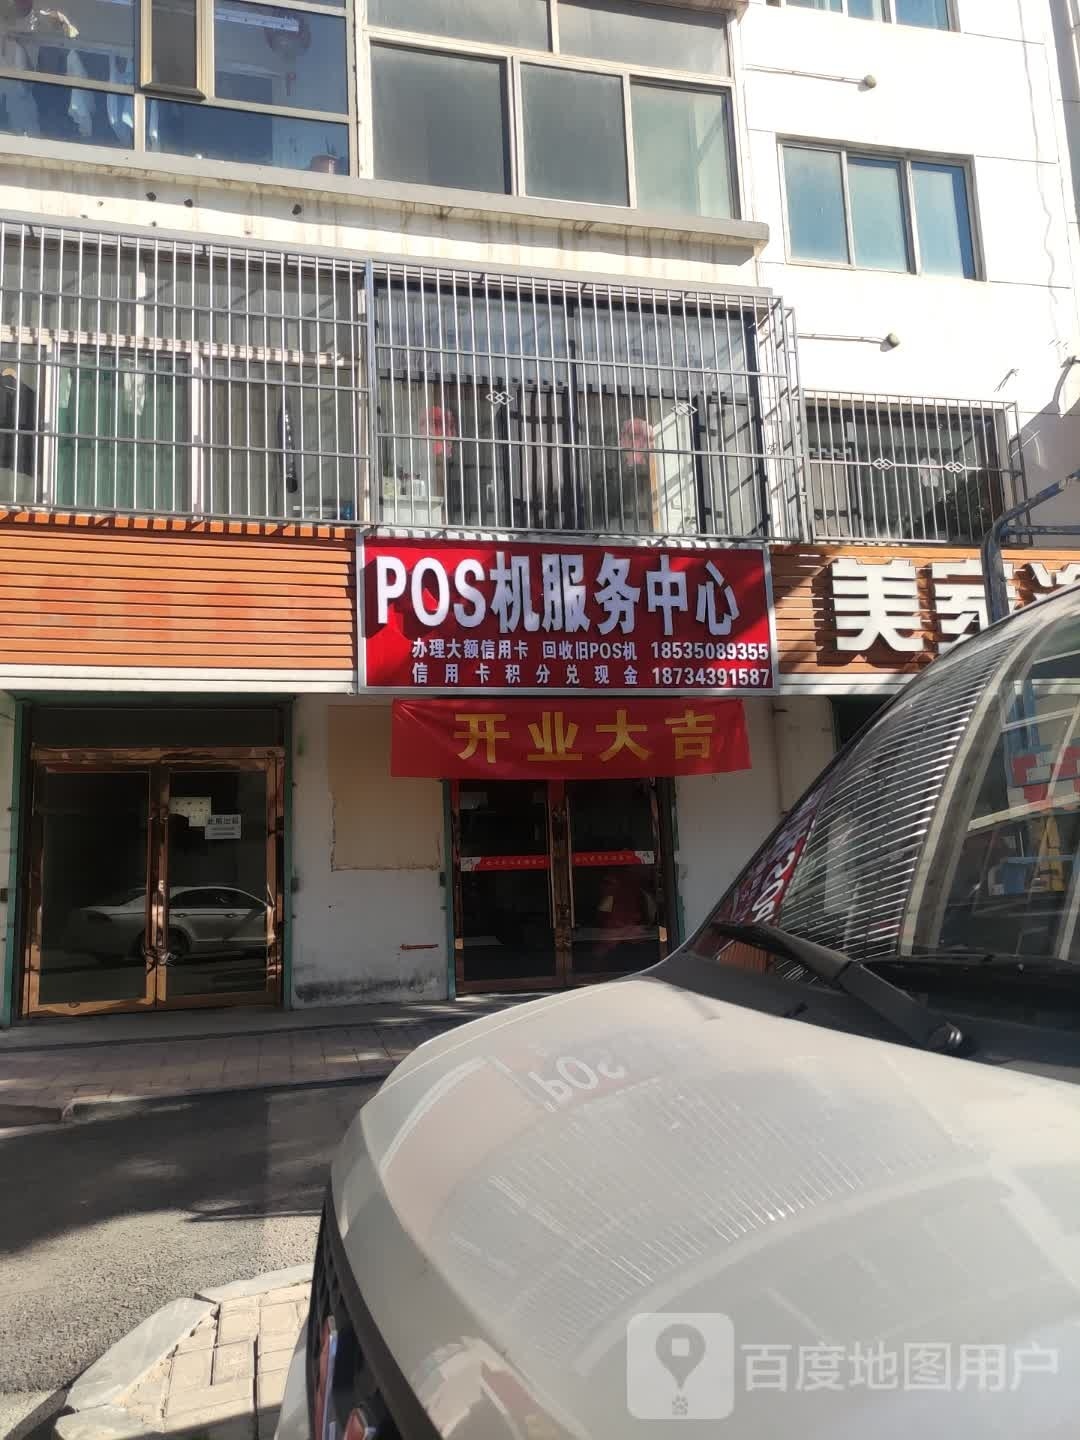 POS机服务中心
办理大额信用卡 回收旧POS机 18535089355
信用卡积分兑现金 18734391587
美家
开业大吉
百度地图用户